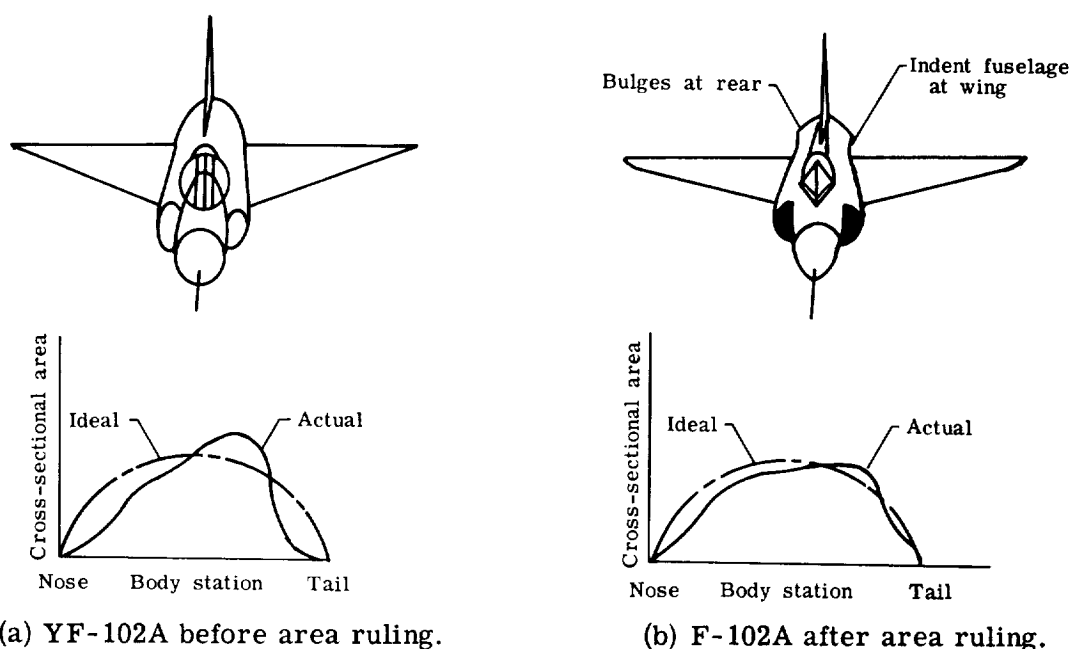 Bulges at rear
Indent fuselage
at wing
Cross-sectional area
Ideal
Actual
Nose
Body station
Tail
(a) YF-102A before area ruling.
Cross-sectional area
Ideal
Actual
Nose
Body station
Tail
(b) F-102A after area ruling.